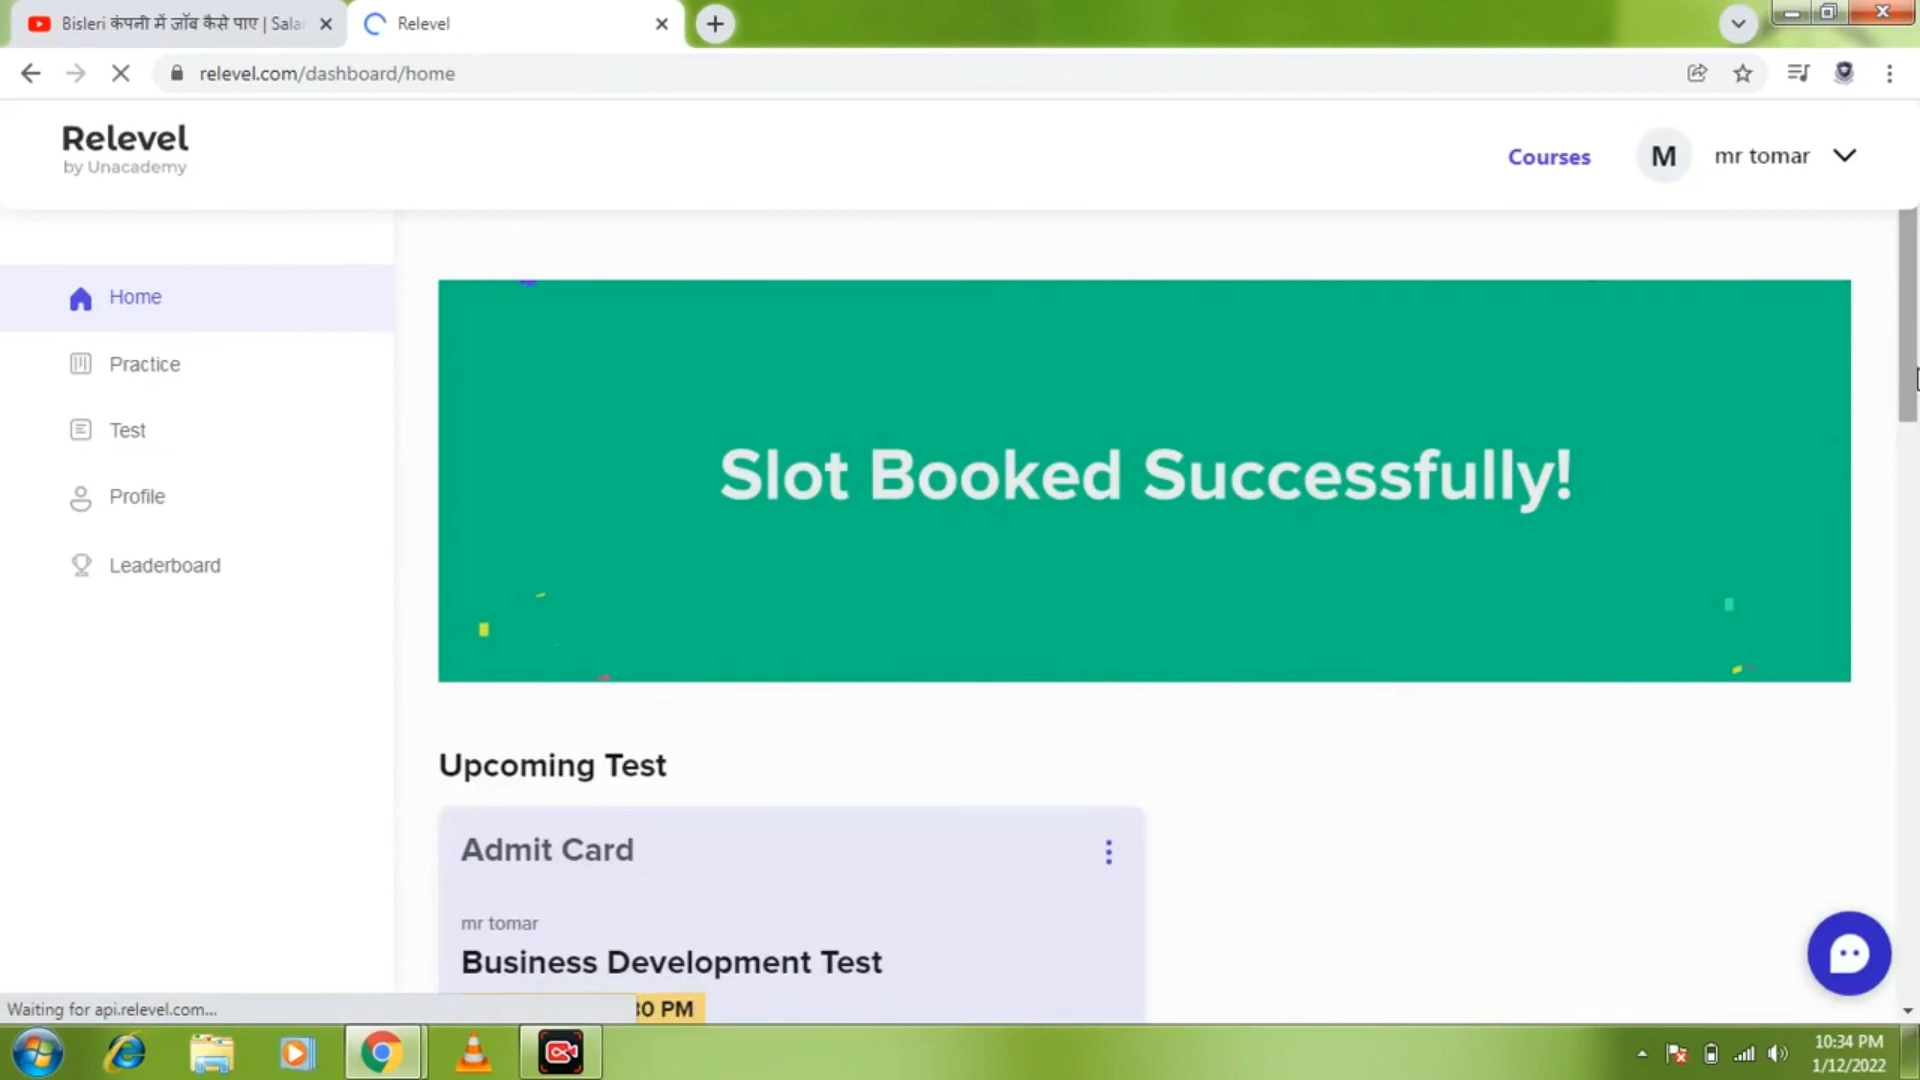 Bisleri कंपनी में जॉब कैसे पाए | Salar
Relevel
relevel.com/dashboard/home
Relevel
by Unacademy
Courses
M
mr tomar
Home
Practice
Test
Profile
Leaderboard
Slot Booked Successfully!
Upcoming Test
Admit Card
mr tomar
Business Development Test
30 PM
Waiting for api.relevel.com...
10:34 PM
1/12/2022